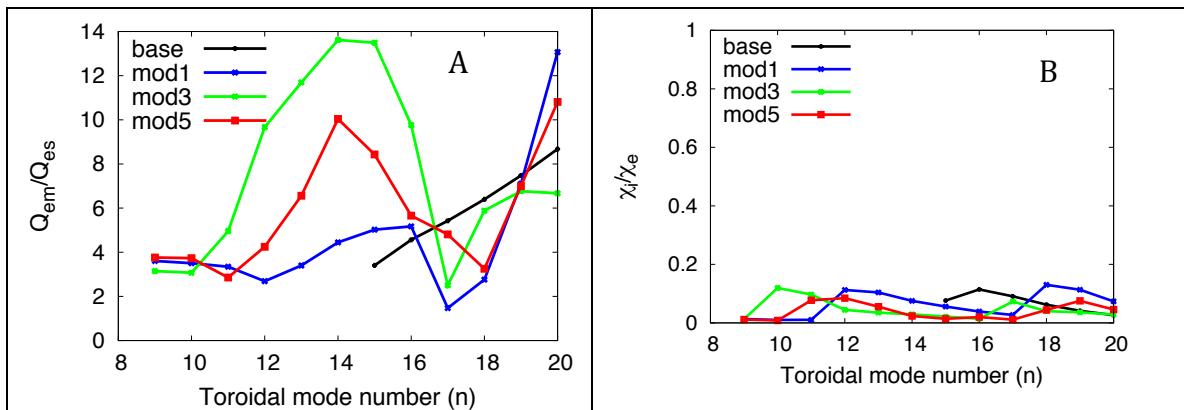 14
12
10
8
6
4
2
0
Q_em/Q_es
base
mod1
mod3
mod5
A
8 10 12 14 16 18 20
Toroidal mode number (n)
1
0.8
0.6
0.4
0.2
0
χ_i/χ_e
base
mod1
mod3
mod5
B
8 10 12 14 16 18 20
Toroidal mode number (n)